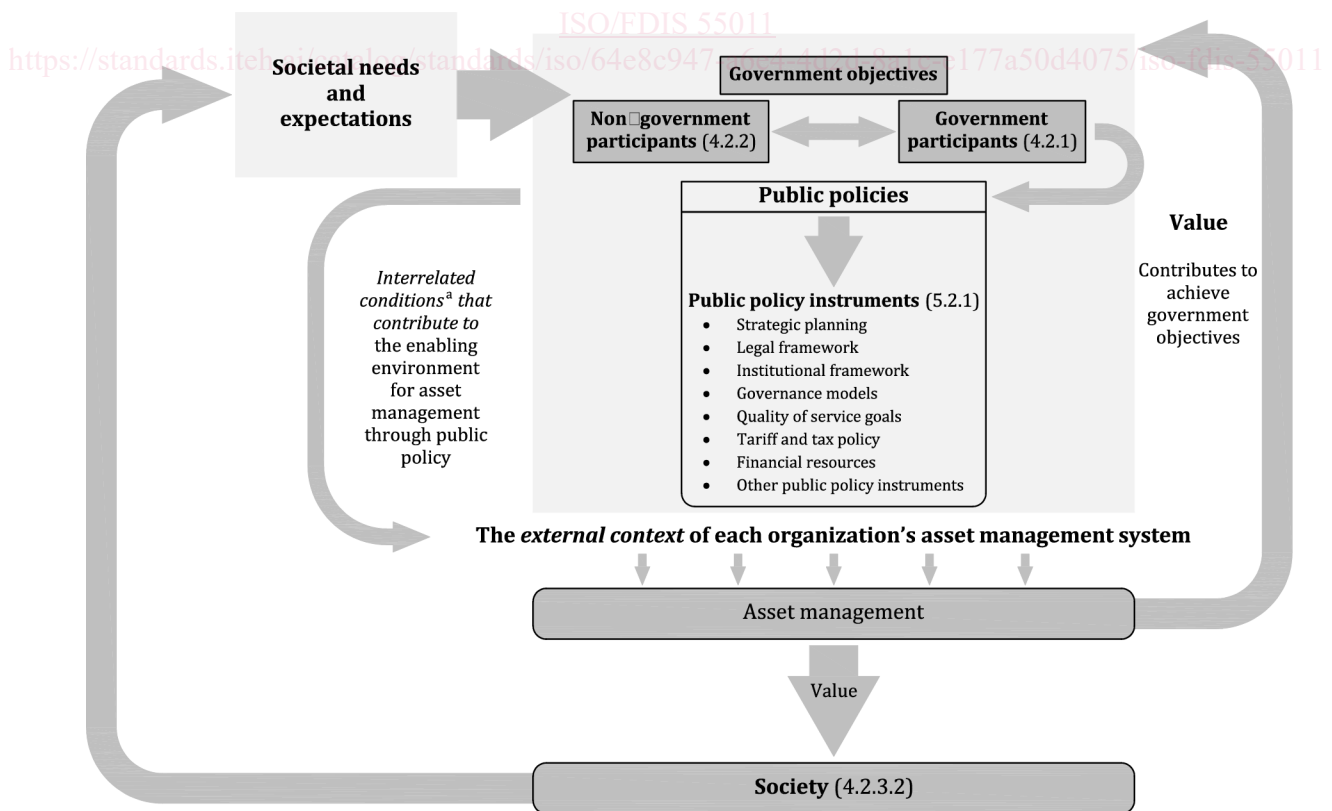 ISO/FDIS 55011
https://standards.iteh.ai/catalog/standards/iso/64e8c947-a6e4-4d2d-8a1c-e177a50d4075/iso-fdis-55011
Societal needs
and
expectations
Government objectives
Non□government
participants (4.2.2)
Government
participants (4.2.1)
Public policies
Public policy instruments (5.2.1)
• Strategic planning
• Legal framework
• Institutional framework
• Governance models
• Quality of service goals
• Tariff and tax policy
• Financial resources
• Other public policy instruments
Interrelated
conditionsᵃ that
contribute to
the enabling
environment
for asset
management
through public
policy
Value
Contributes to
achieve
government
objectives
The external context of each organization’s asset management system
Asset management
Value
Society (4.2.3.2)